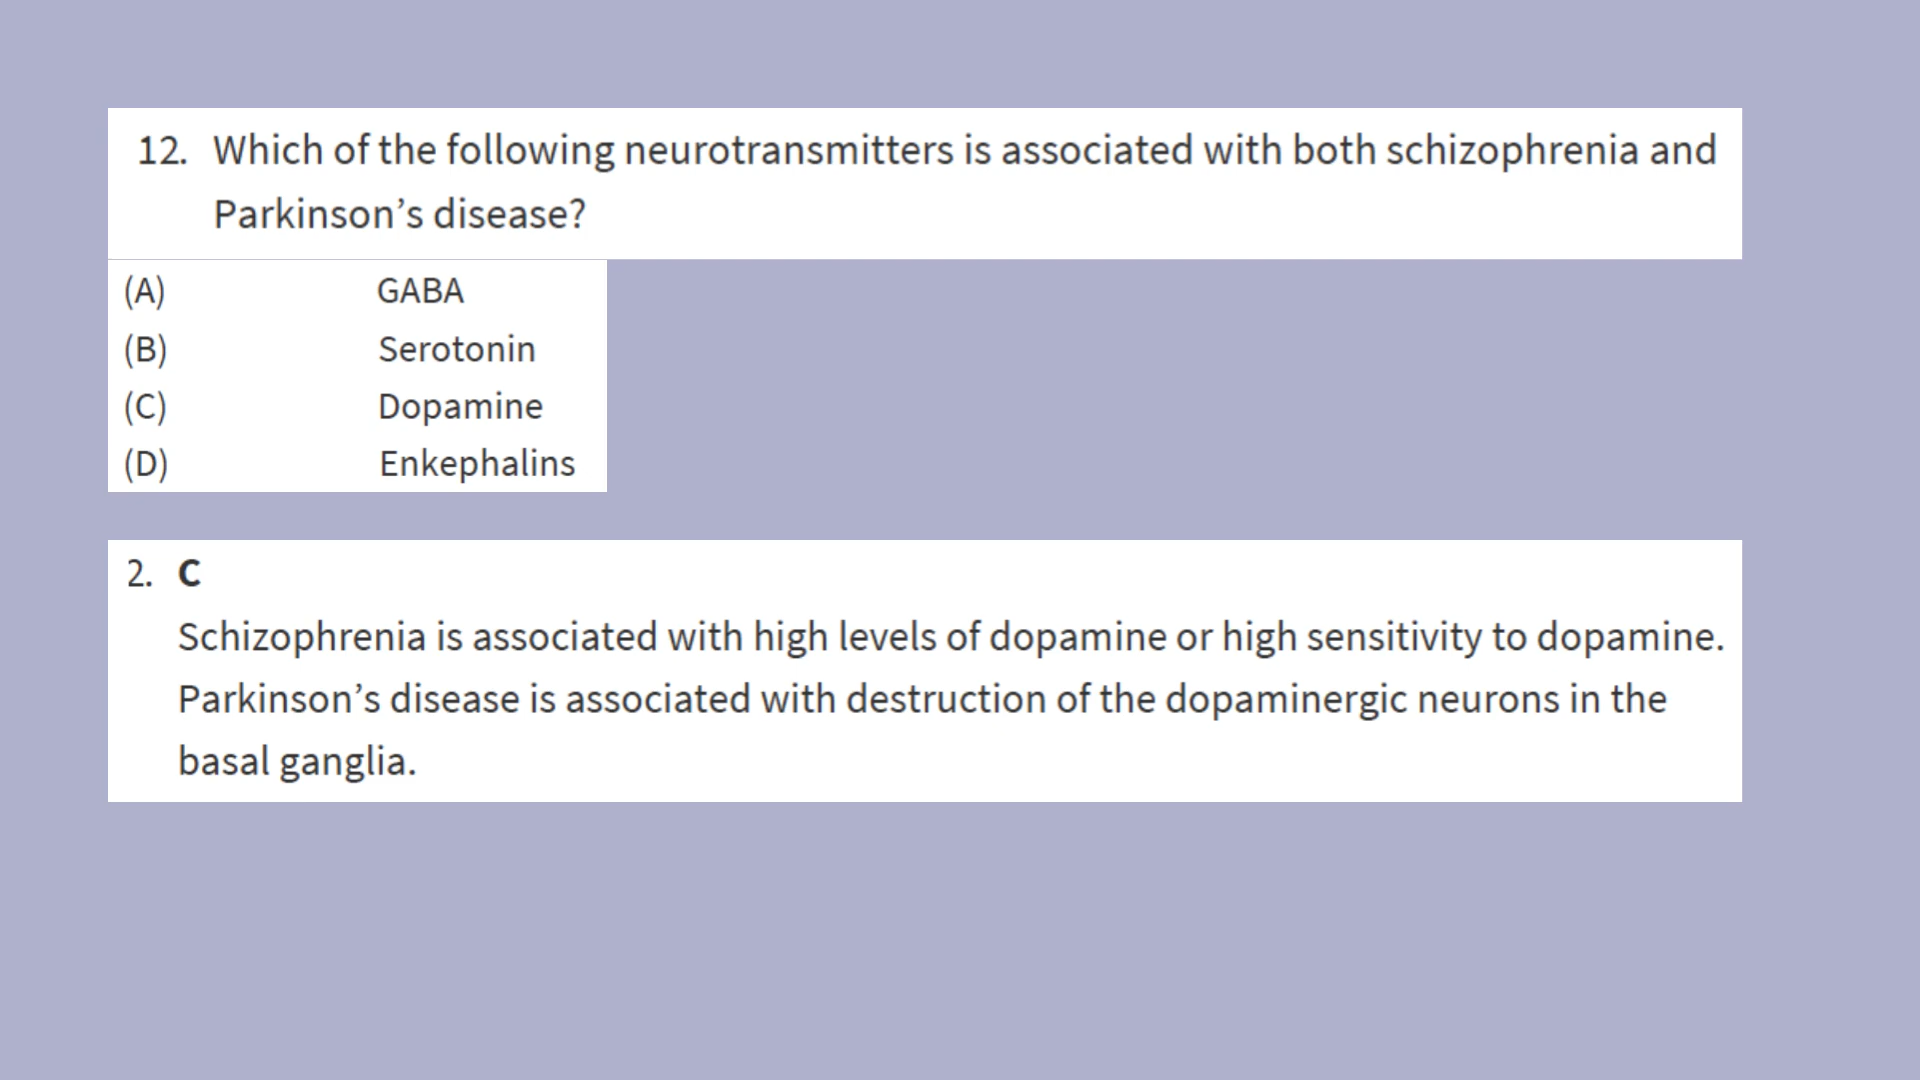 12. Which of the following neurotransmitters is associated with both schizophrenia and
Parkinson’s disease?
(A) GABA
(B) Serotonin
(C) Dopamine
(D) Enkephalins
2. C
Schizophrenia is associated with high levels of dopamine or high sensitivity to dopamine.
Parkinson’s disease is associated with destruction of the dopaminergic neurons in the
basal ganglia.